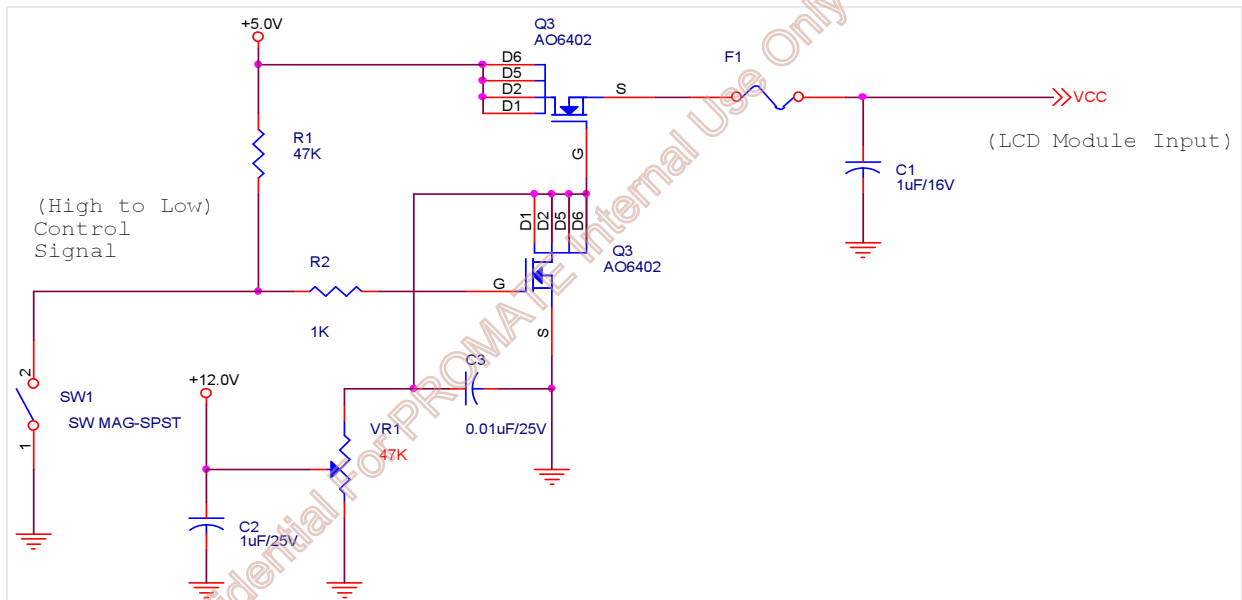 +5.0V
Q3
AO6402
D6
D5
D2
D1
S
G
F1
VCC
(LCD Module Input)
R1
47K
C1
1uF/16V
(High to Low)
Control
Signal
D1
D2
D5
D6
Q3
AO6402
R2
1K
G
S
2
SW1
SW MAG-SPST
1
+12.0V
C3
0.01uF/25V
VR1
47K
C2
1uF/25V
idential For PROMATE Internal Use Only